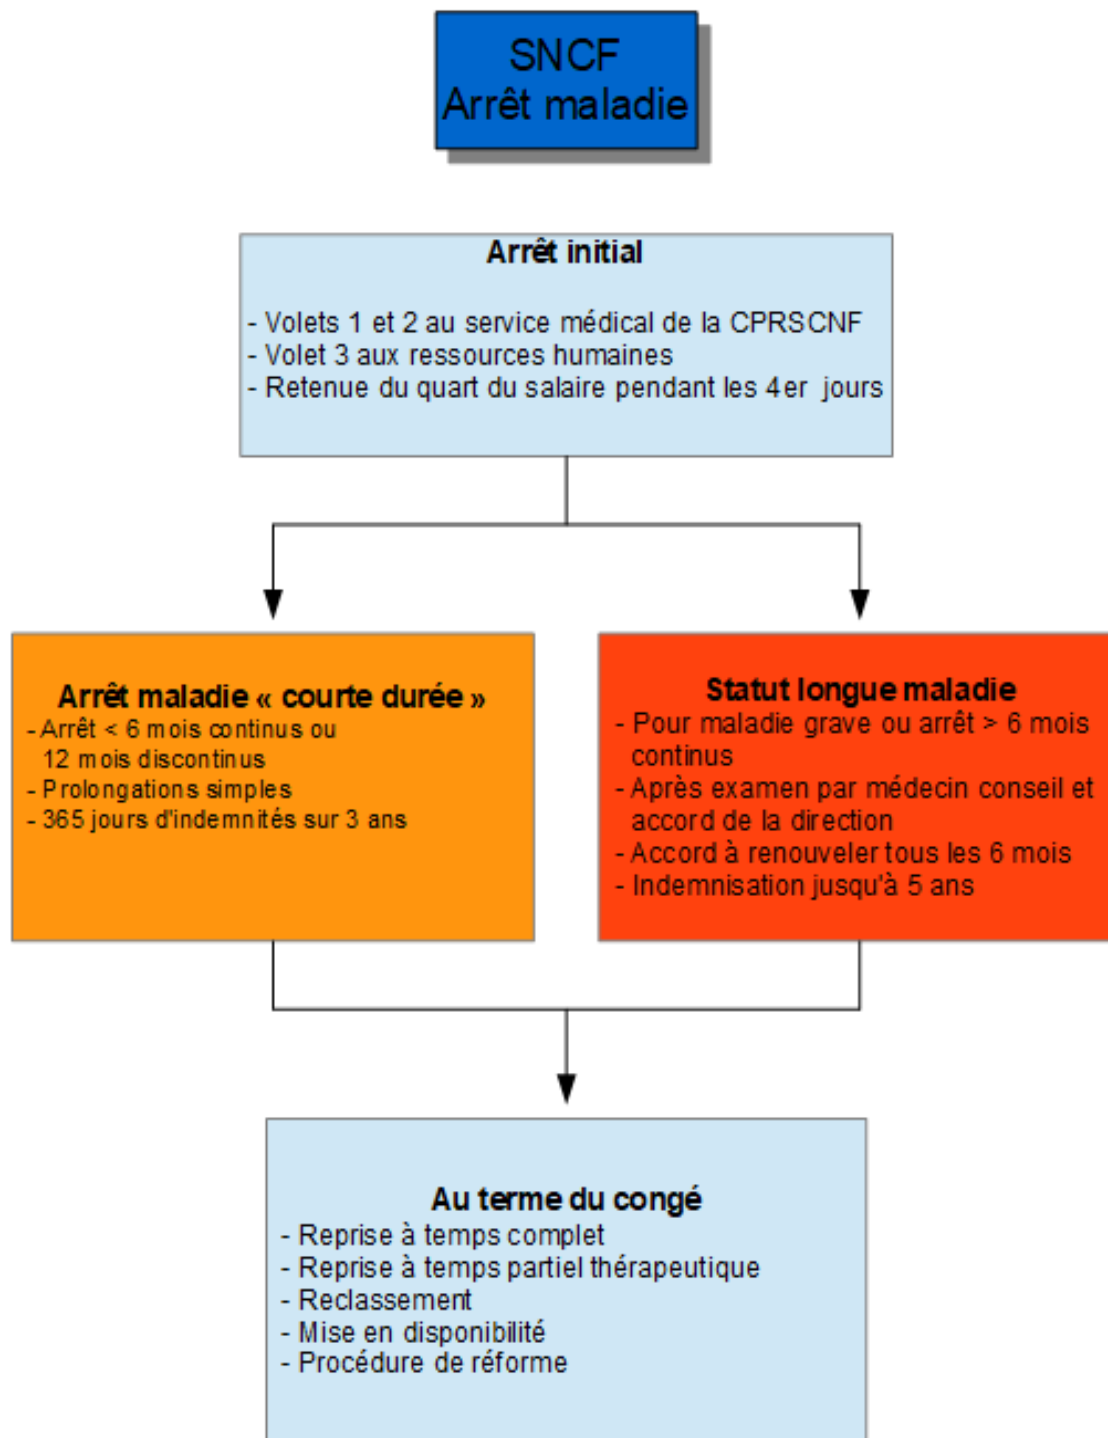 SNCF
Arrêt maladie
Arrêt initial
- Volets 1 et 2 au service médical de la CPRSCNF
- Volet 3 aux ressources humaines
- Retenue du quart du salaire pendant les 4er jours
Arrêt maladie « courte durée »
- Arrêt < 6 mois continus ou
12 mois discontinus
- Prolongations simples
- 365 jours d'indemnités sur 3 ans
Statut longue maladie
- Pour maladie grave ou arrêt > 6 mois
continus
- Après examen par médecin conseil et
accord de la direction
- Accord à renouveler tous les 6 mois
- Indemnisation jusqu'à 5 ans
Au terme du congé
- Reprise à temps complet
- Reprise à temps partiel thérapeutique
- Reclassement
- Mise en disponibilité
- Procédure de réforme